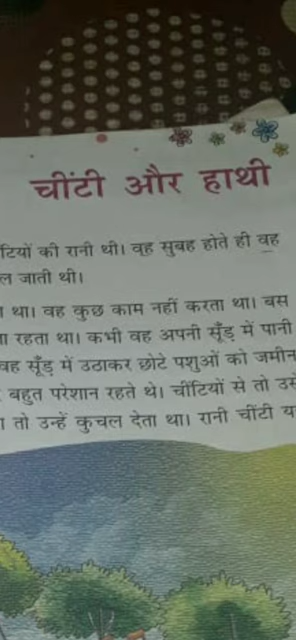 चींटी और हाथी
टियों की रानी थी। वह सुबह होते ही वह
ल जाती थी।
था। वह कुछ काम नहीं करता था। बस
रहता था। कभी वह अपनी सूँड़ में पानी
वह सूँड़ में उठाकर छोटे पशुओं को जमीन
बहुत परेशान रहते थे। चींटियों से तो उसे
तो उन्हें कुचल देता था। रानी चींटी य